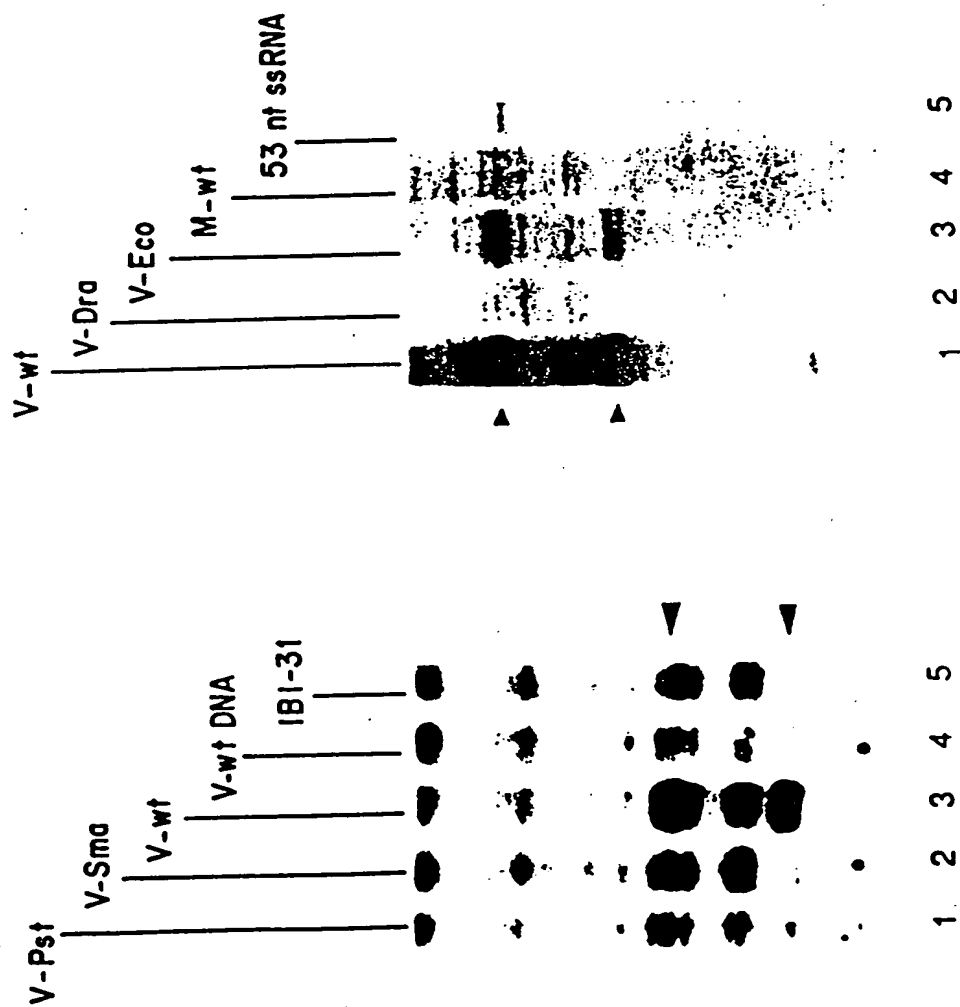 V-wt
V-Dra
V-Eco
M-wt
53 nt ssRNA
1 2 3 4 5
V-Pst
V-Sma
V-wt
V-wt DNA
IBI-31
1 2 3 4 5